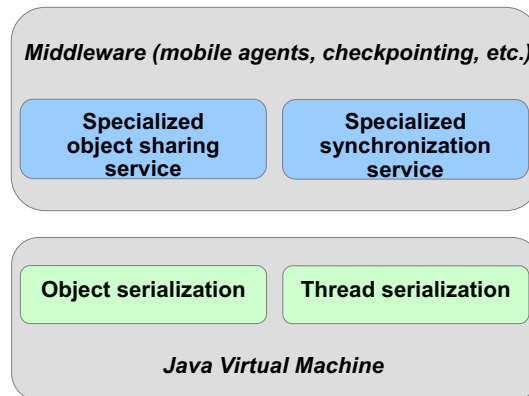 Middleware (mobile agents, checkpointing, etc.)
Specialized
object sharing
service
Specialized
synchronization
service
Object serialization
Thread serialization
Java Virtual Machine